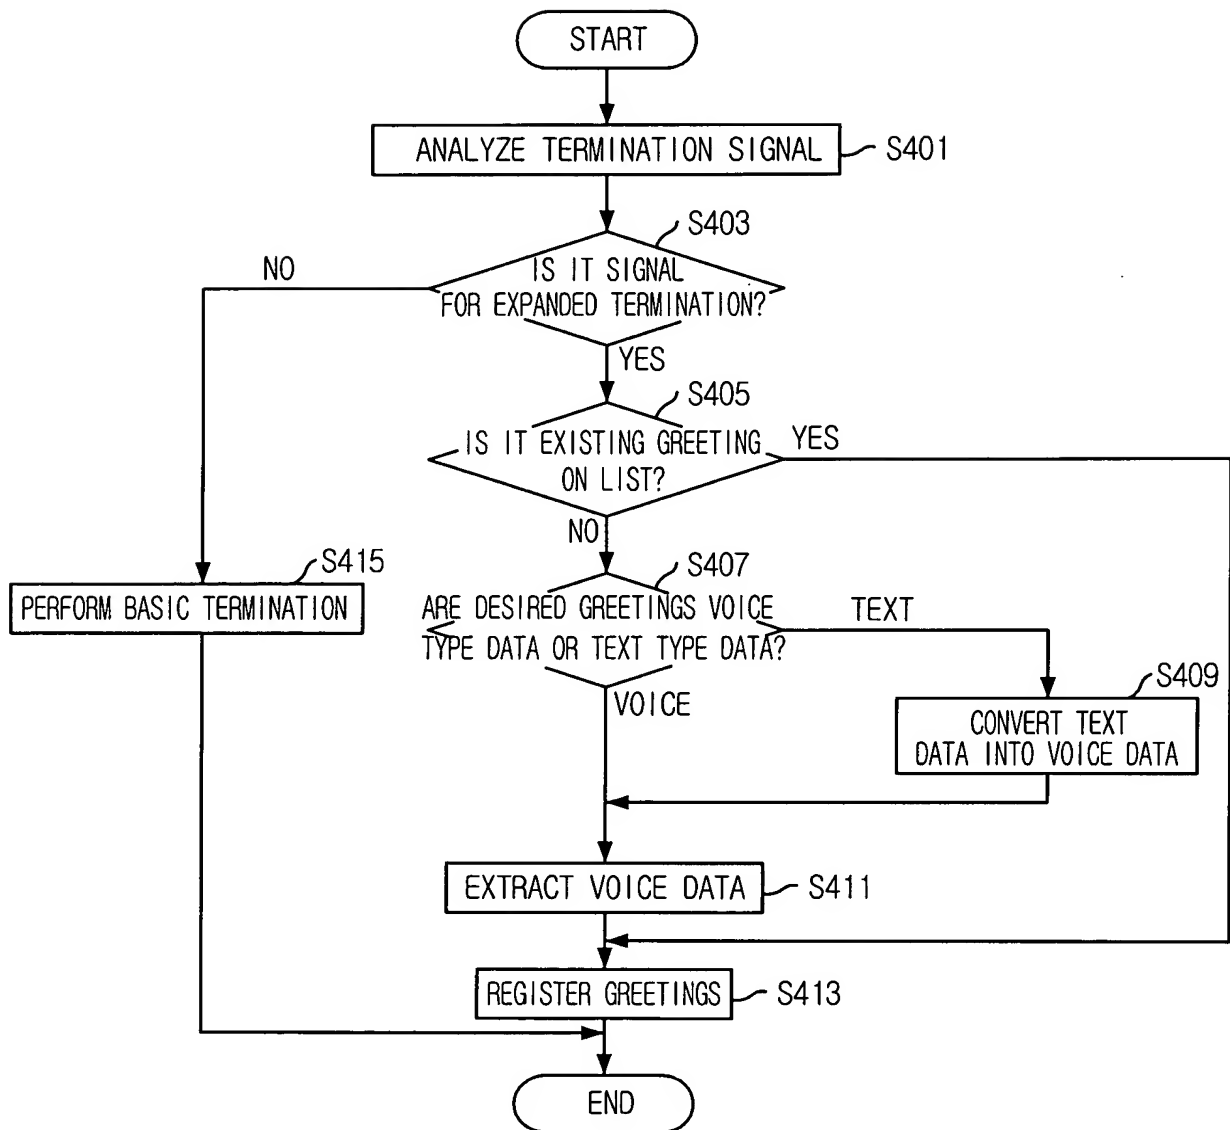 START
ANALYZE TERMINATION SIGNAL
S401
S403
NO
IS IT SIGNAL
FOR EXPANDED TERMINATION?
YES
S405
IS IT EXISTING GREETING
ON LIST?
YES
NO
S415
PERFORM BASIC TERMINATION
S407
ARE DESIRED GREETINGS VOICE
TYPE DATA OR TEXT TYPE DATA?
TEXT
VOICE
S409
CONVERT TEXT
DATA INTO VOICE DATA
EXTRACT VOICE DATA
S411
REGISTER GREETINGS
S413
END